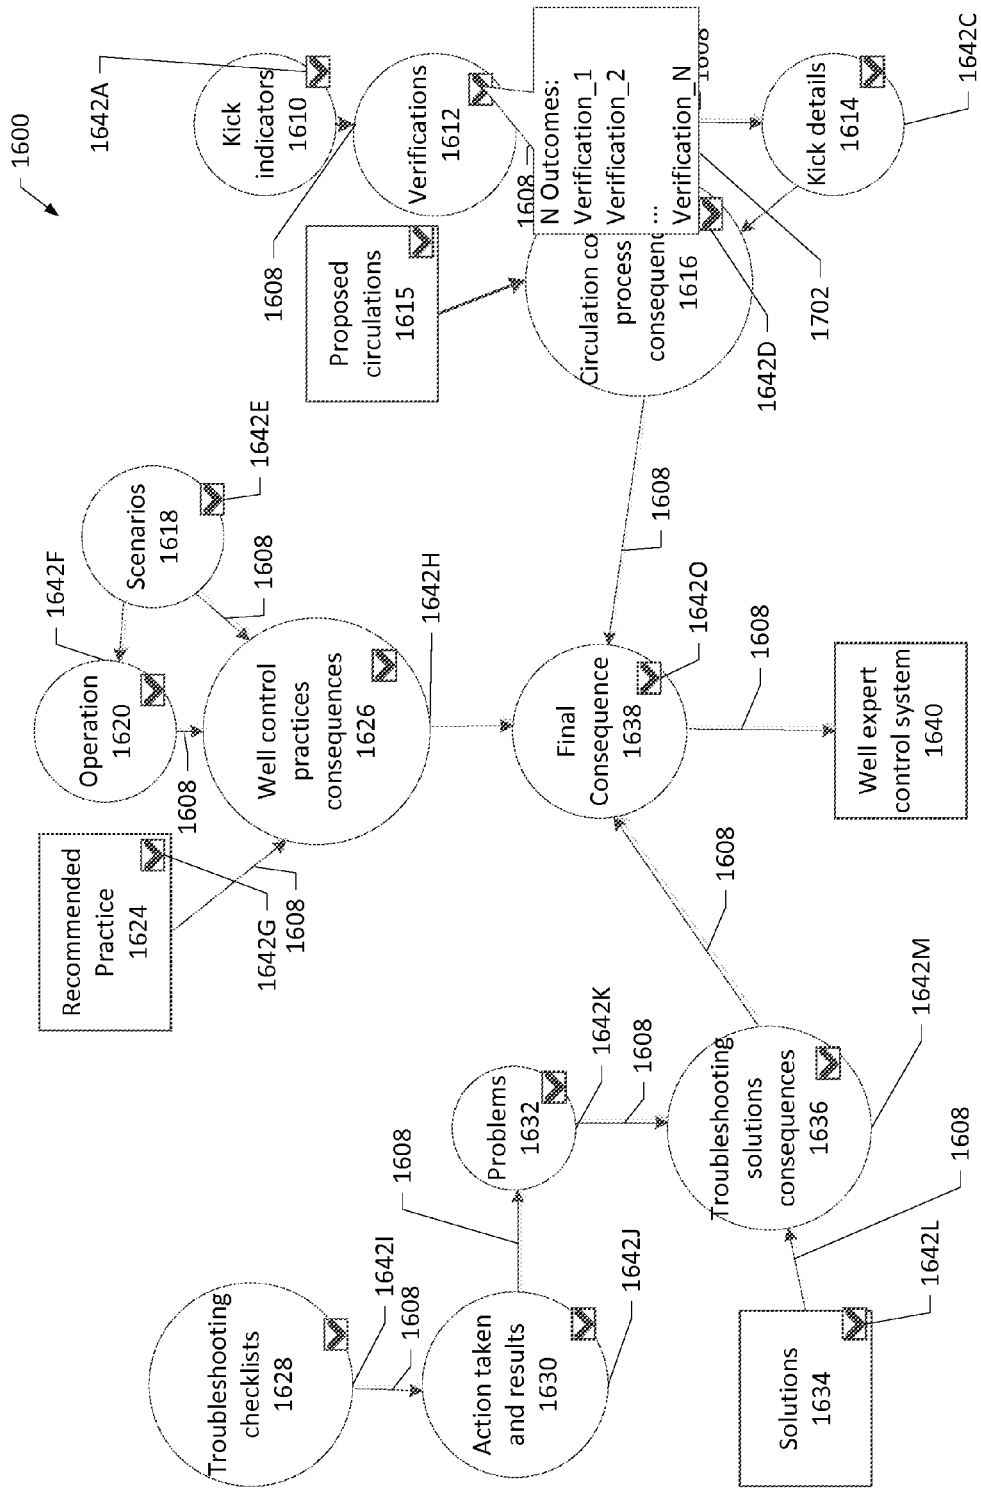 1600
Troubleshooting
checklists
1628
1642I
1608
Action taken
and results
1630
1642J
1608
Problems
1632
1642K
1608
Solutions
1634
1642L
1608
Troubleshooting
solutions
consequences
1636
1642M
1608
Recommended
Practice
1624
1642G
1608
Operation
1620
1642F
1608
Scenarios
1618
1642E
1608
Well control
practices
consequences
1626
1642H
Final
Consequence
1638
1642O
1608
Well expert
control system
1640
1608
Proposed
circulations
1615
Kick
indicators
1610
1642A
1608
Verifications
1612
1608
N Outcomes:
Verification_1
Verification_2
...
Verification_N
1702
1608
Kick details
1614
1642C
Circulation co
process
consequenc
1616
1642D